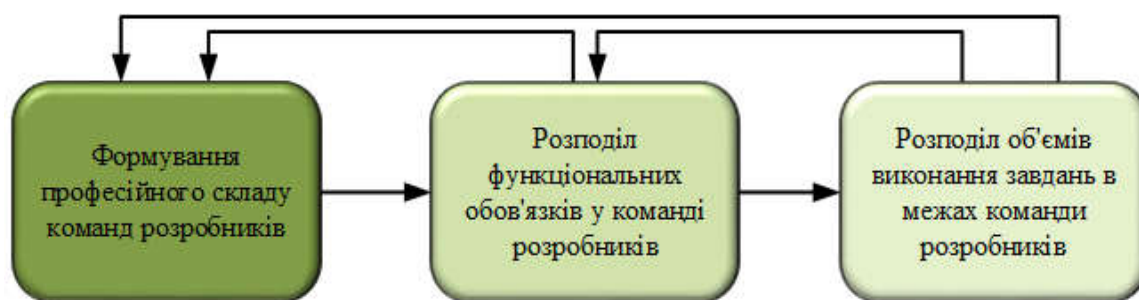 Формування
професійного складу
команд розробників
Розподіл
функціональних
обов'язків у команді
розробників
Розподіл об'ємів
виконання завдань в
межах команди
розробників